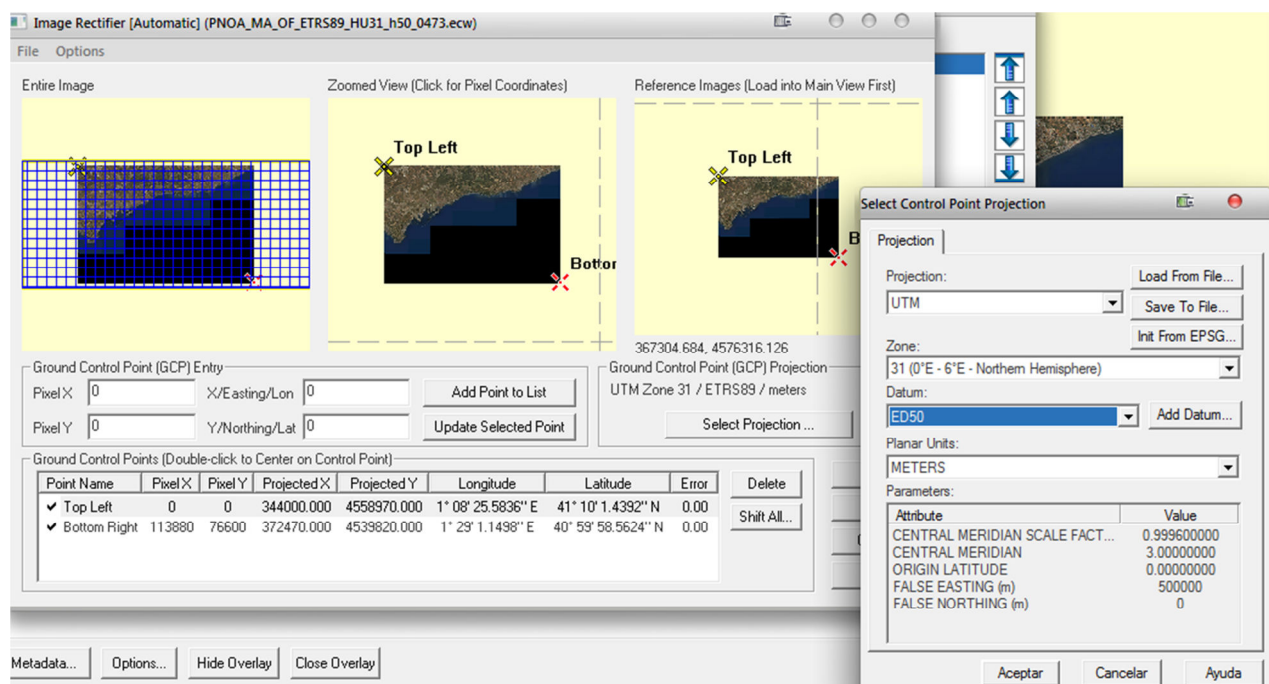 Image Rectifier [Automatic] (PNOA_MA_OF_ETRS89_HU31_h50_0473.ecw)
File Options
Entire Image
Zoomed View (Click for Pixel Coordinates)
Reference Images (Load into Main View First)
Top Left
Bottom
Top Left
B
367304.684, 4576316.126
Ground Control Point (GCP) Entry
Pixel X 0 X/Easting/Lon 0 Add Point to List
Pixel Y 0 Y/Northing/Lat 0 Update Selected Point
Ground Control Point (GCP) Projection
UTM Zone 31 / ETRS89 / meters
Select Projection ...
Ground Control Points (Double-click to Center on Control Point)
Point Name Pixel X Pixel Y Projected X Projected Y Longitude Latitude Error
Top Left 0 0 344000.000 4558970.000 1° 08' 25.5836" E 41° 10' 1.4392" N 0.00
Bottom Right 113880 76600 372470.000 4539820.000 1° 29' 1.1498" E 40° 59' 58.5624" N 0.00
Delete
Shift All...
Metadata... Options... Hide Overlay Close Overlay
Select Control Point Projection
Projection
Projection:
UTM
Load From File...
Save To File...
Init From EPSG...
Zone:
31 (0°E - 6°E - Northern Hemisphere)
Datum:
ED50 Add Datum...
Planar Units:
METERS
Parameters:
Attribute Value
CENTRAL MERIDIAN SCALE FACT... 0.999600000
CENTRAL MERIDIAN 3.00000000
ORIGIN LATITUDE 0.00000000
FALSE EASTING (m) 500000
FALSE NORTHING (m) 0
Aceptar Cancelar Ayuda